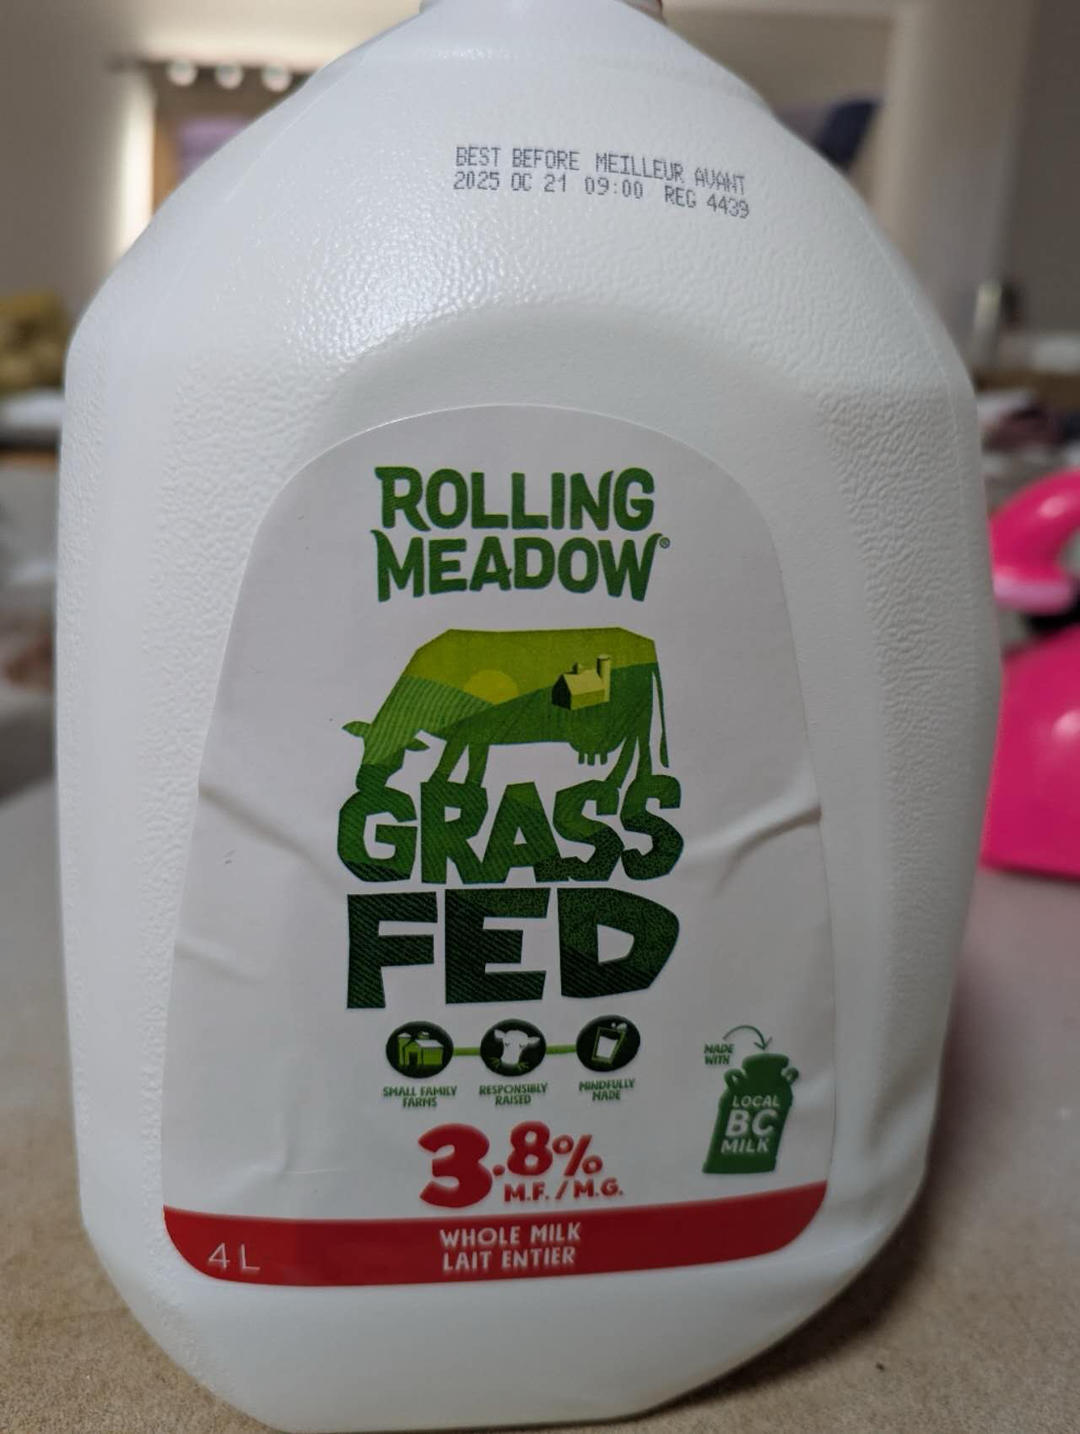 BEST BEFORE MEILLEUR AVANT
2025 OC 21 09:00 REG 4439
ROLLING
MEADOW®
GRASS
FED
SMALL FAMILY
FARMS
RESPONSIBLY
RAISED
MINDFULLY
MADE
MADE
WITH
LOCAL
BC
MILK
3.8%
M.F. / M.G.
WHOLE MILK
LAIT ENTIER
4 L